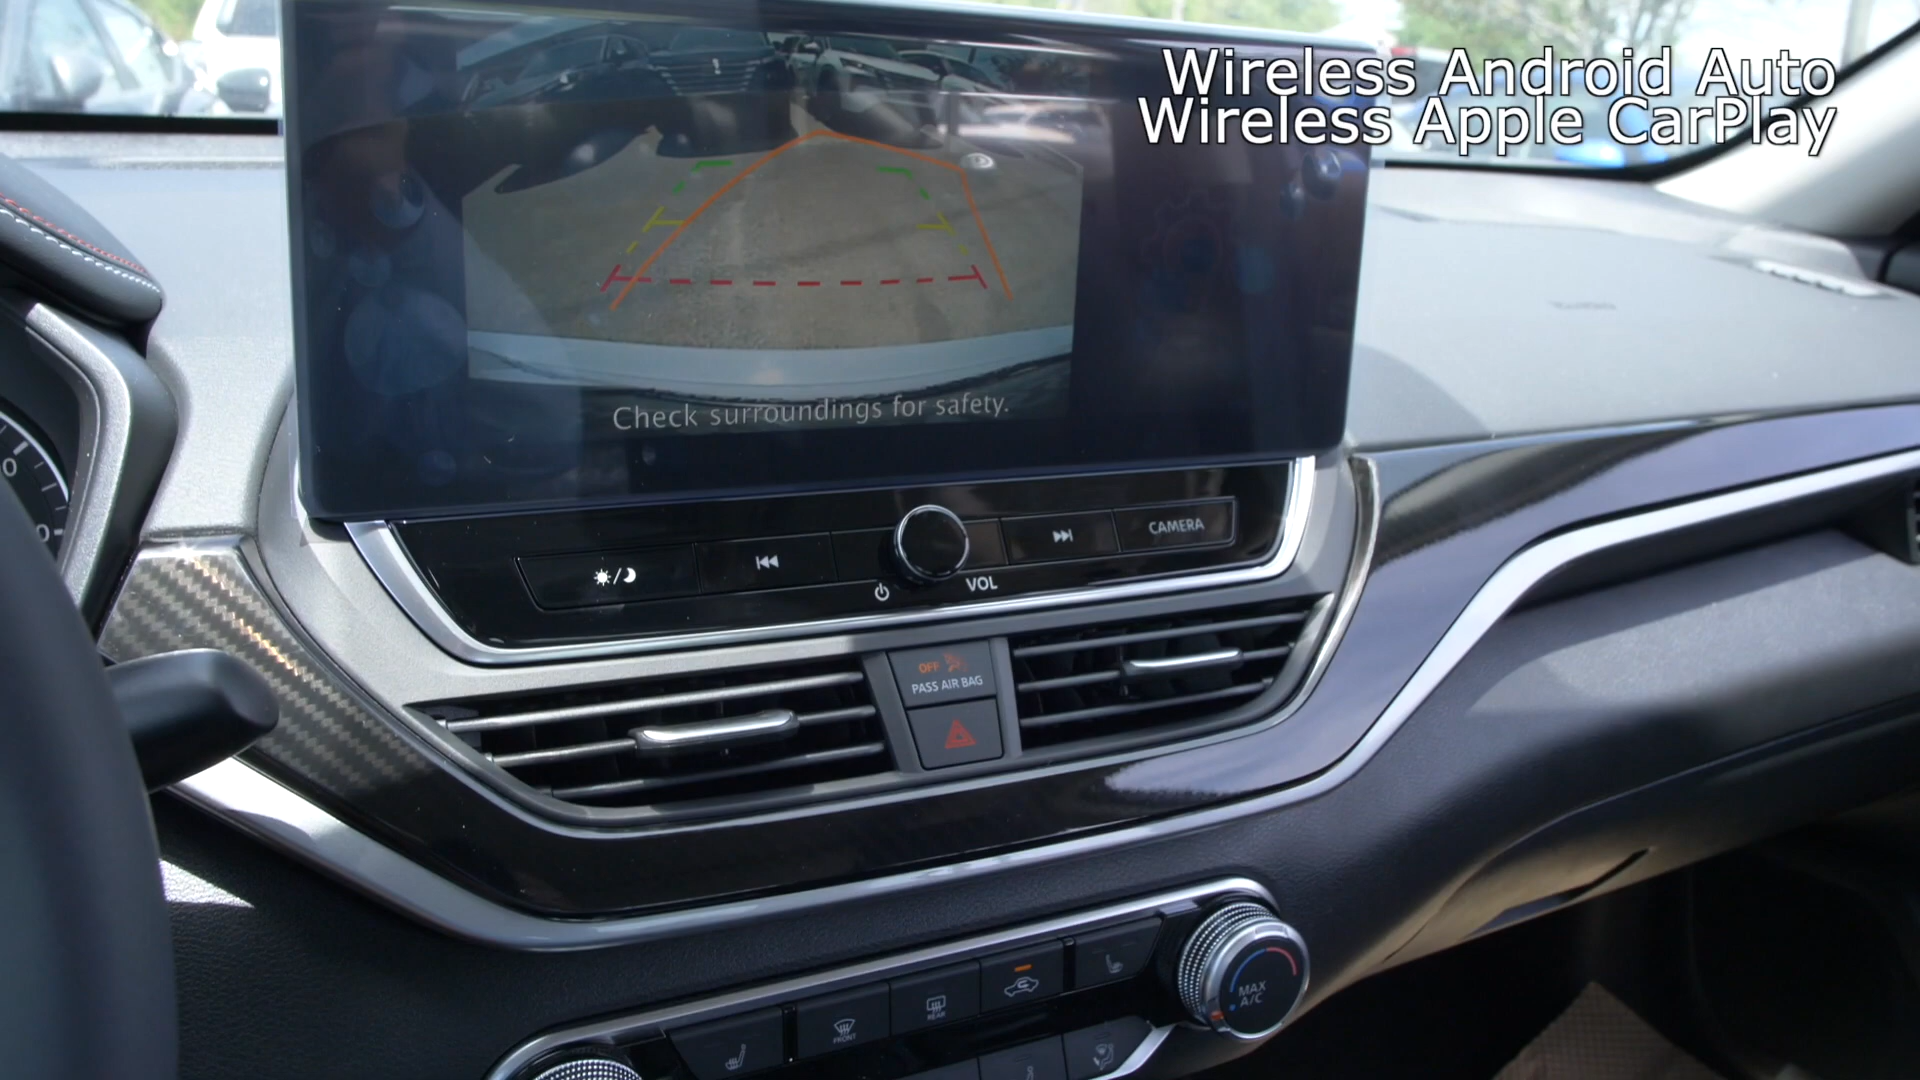 Wireless Android Auto
Wireless Apple CarPlay
Check surroundings for safety.
CAMERA
VOL
OFF
PASS AIR BAG
MAX
A/C
REAR
FRONT